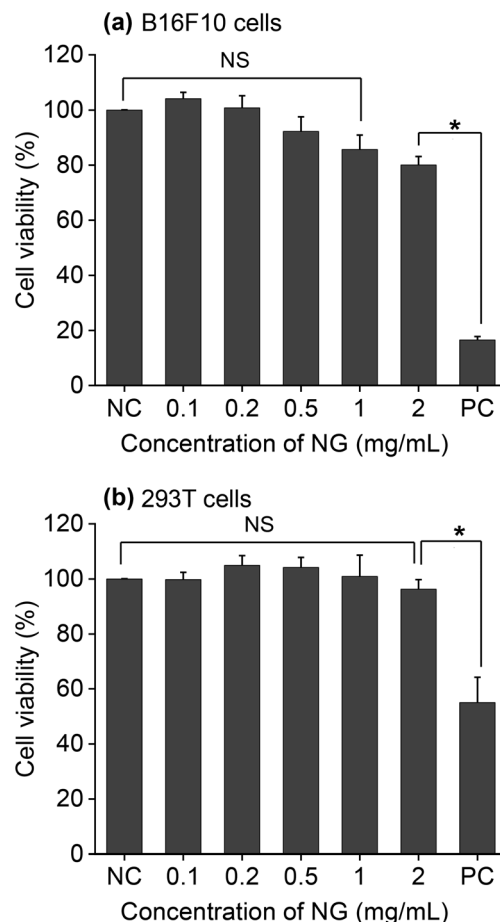 (a) B16F10 cells
NS
*
120
100
80
60
40
20
0
Cell viability (%)
NC 0.1 0.2 0.5 1 2 PC
Concentration of NG (mg/mL)
(b) 293T cells
NS
*
120
100
80
60
40
20
0
Cell viability (%)
NC 0.1 0.2 0.5 1 2 PC
Concentration of NG (mg/mL)